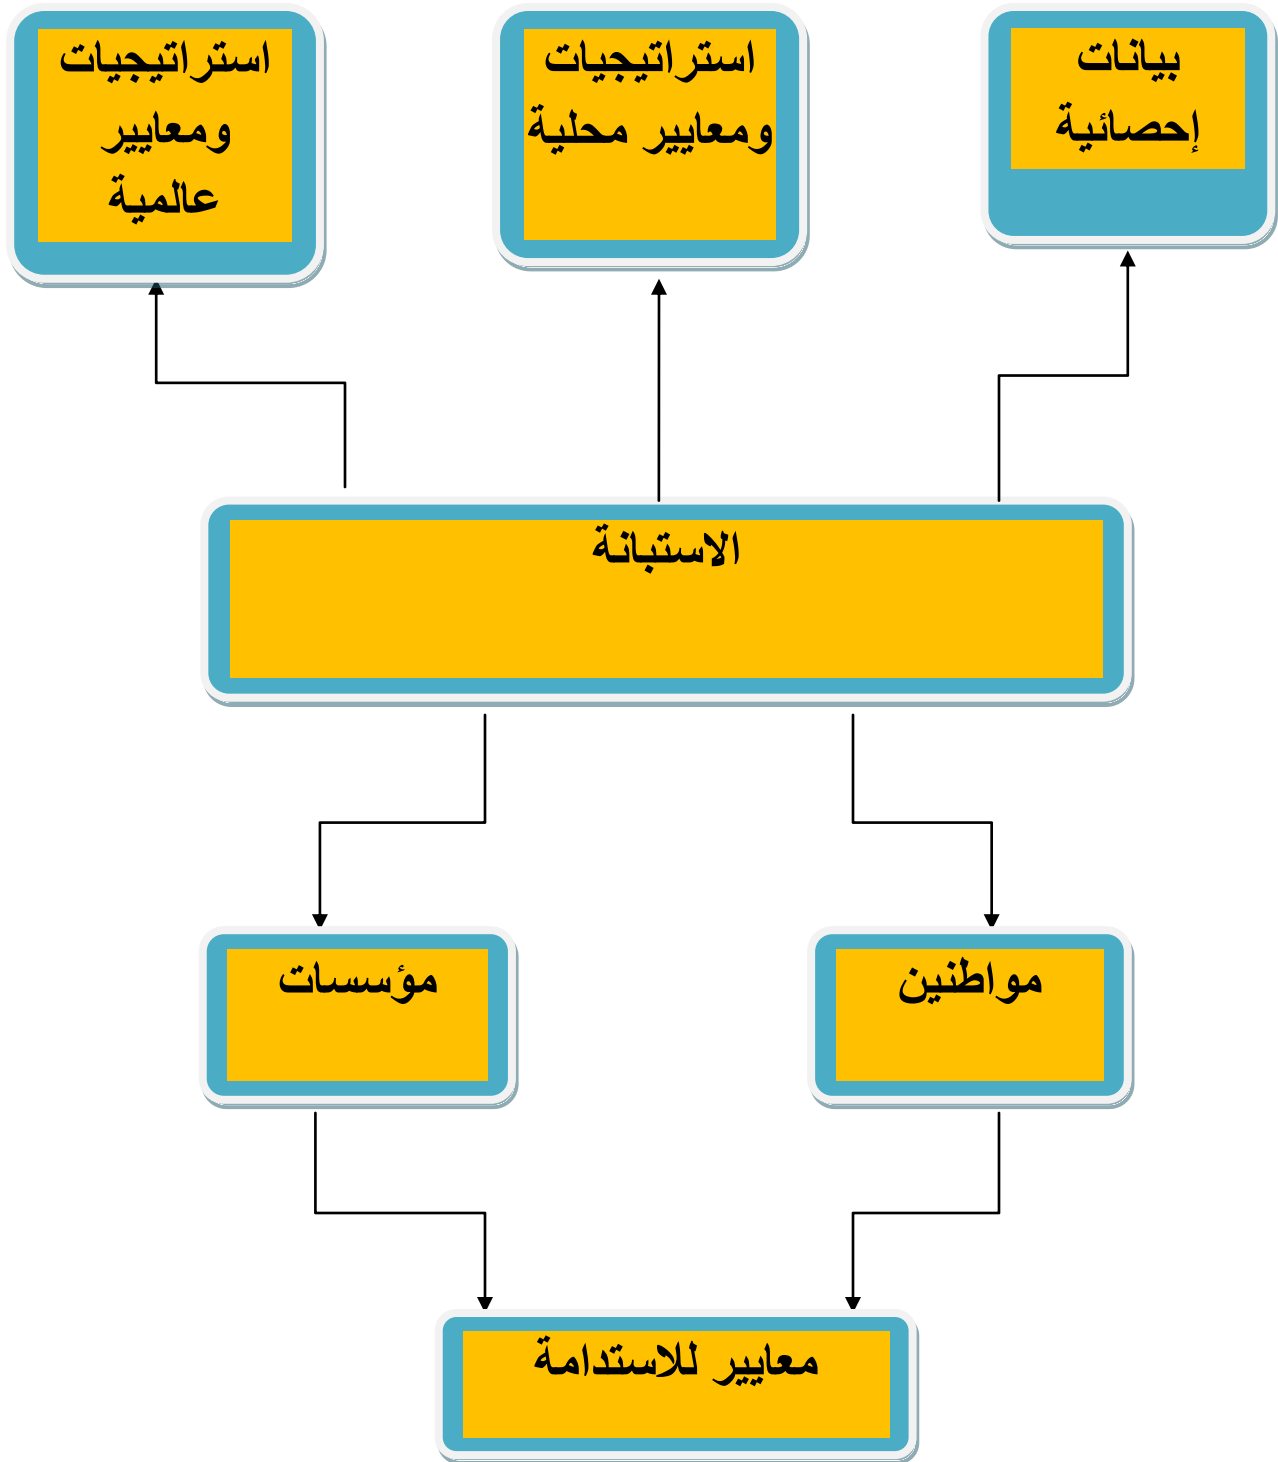 بيانات
إحصائية
استراتيجيات
ومعايير محلية
استراتيجيات
ومعايير
عالمية
الاستبانة
مواطنين
مؤسسات
معايير للاستدامة